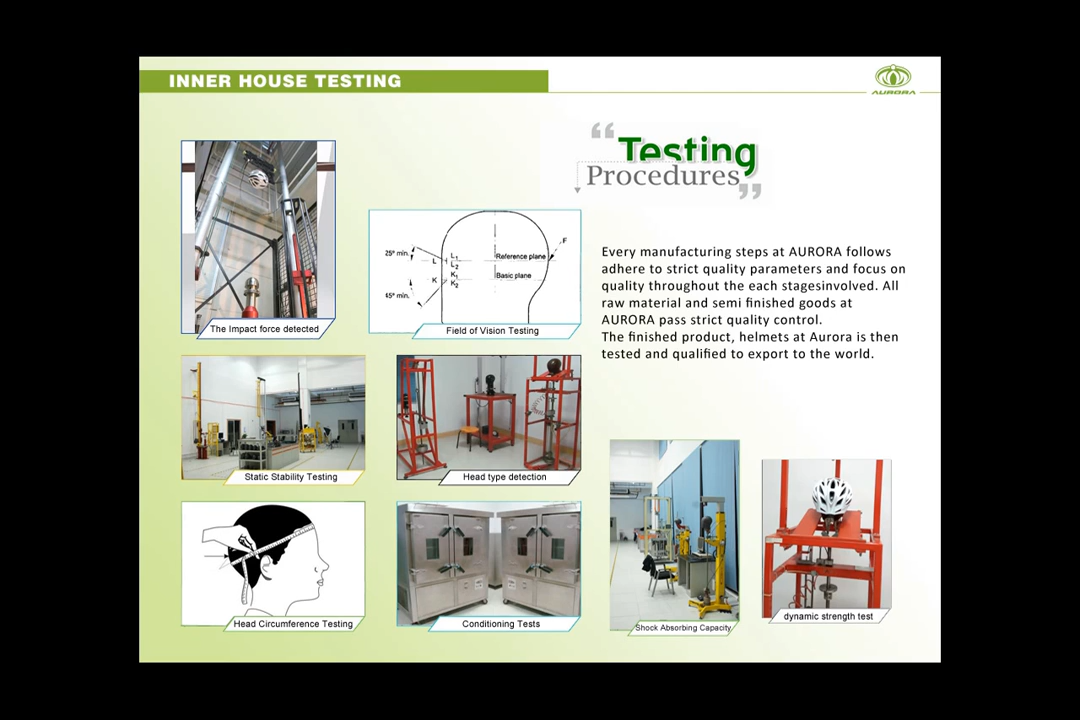 INNER HOUSE TESTING
AURORA
“Testing
Procedures”
The Impact force detected
25° min.
45° min.
L
K
L1
L2
K1
K2
Reference plane
Basic plane
F
Field of Vision Testing
Every manufacturing steps at AURORA follows
adhere to strict quality parameters and focus on
quality throughout the each stagesinvolved. All
raw material and semi finished goods at
AURORA pass strict quality control.
The finished product, helmets at Aurora is then
tested and qualified to export to the world.
Static Stability Testing
Head type detection
Head Circumference Testing
Conditioning Tests
Shock Absorbing Capacity
dynamic strength test